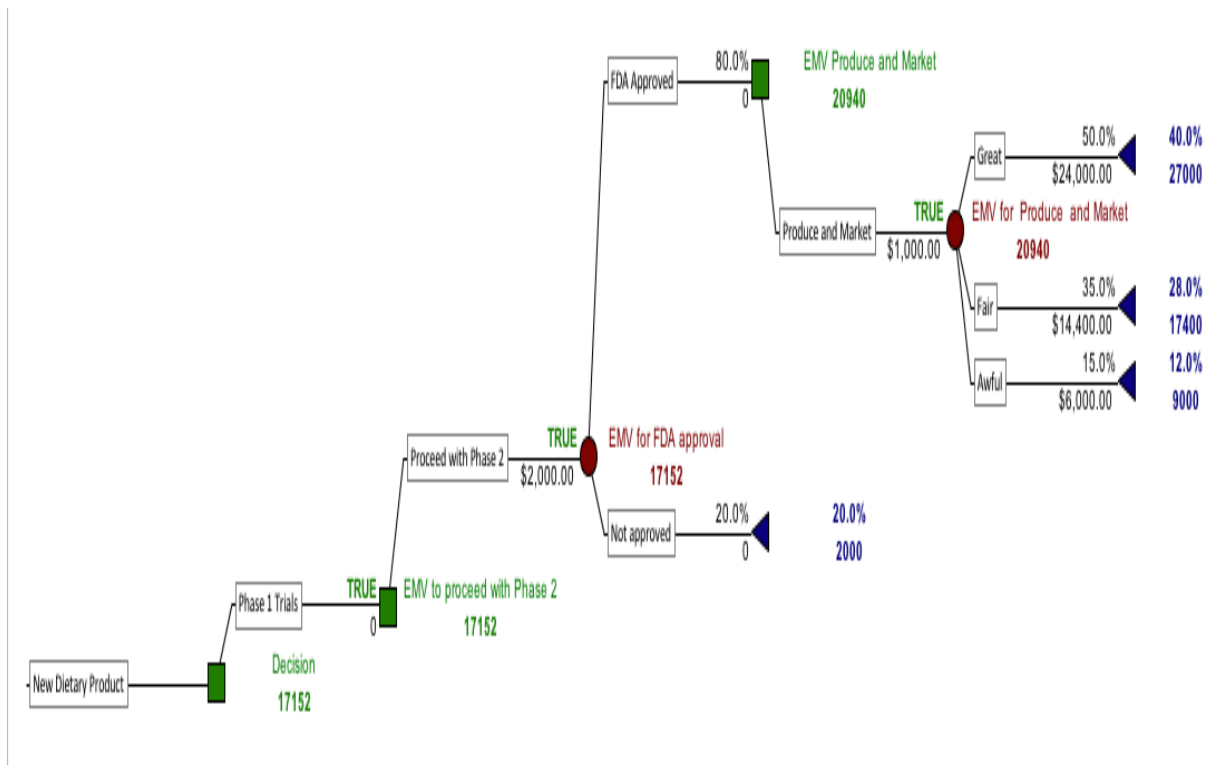 80.0%
EMV Produce and Market
FDA Approved
0
20940
50.0%
40.0%
Great
$24,000.00
27000
TRUE
EMV for Produce and Market
Produce and Market
$1,000.00
20940
35.0%
28.0%
Fair
$14,400.00
17400
15.0%
12.0%
Awful
$6,000.00
9000
TRUE
EMV for FDA approval
Proceed with Phase 2
$2,000.00
17152
20.0%
20.0%
Not approved
0
2000
TRUE
EMV to proceed with Phase 2
Phase 1 Trials
0
17152
Decision
New Dietary Product
17152